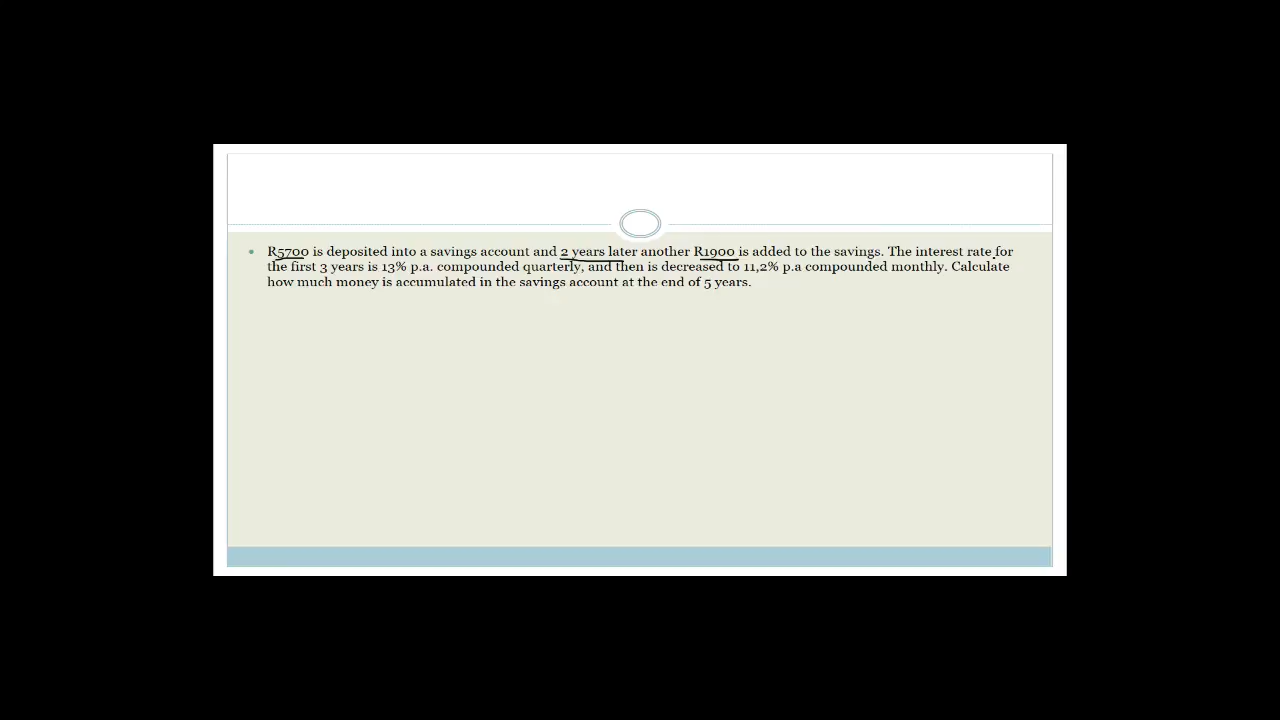 R5700 is deposited into a savings account and 2 years later another R1900 is added to the savings. The interest rate for
the first 3 years is 13% p.a. compounded quarterly, and then is decreased to 11,2% p.a compounded monthly. Calculate
how much money is accumulated in the savings account at the end of 5 years.